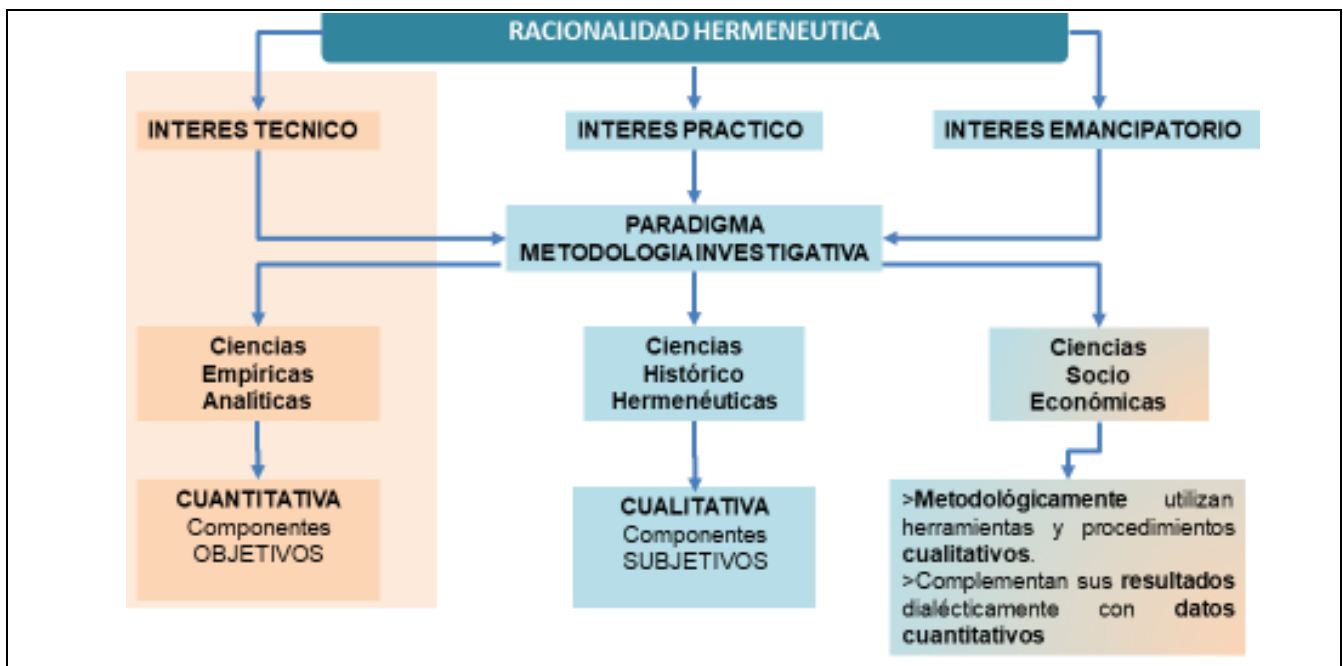 RACIONALIDAD HERMENEUTICA
INTERES TECNICO
INTERES PRACTICO
INTERES EMANCIPATORIO
PARADIGMA
METODOLOGIA INVESTIGATIVA
Ciencias
Empíricas
Analíticas
Ciencias
Histórico
Hermenéuticas
Ciencias
Socio
Económicas
CUANTITATIVA
Componentes
OBJETIVOS
CUALITATIVA
Componentes
SUBJETIVOS
>Metodológicamente utilizan
herramientas y procedimientos
cualitativos.
>Complementan sus resultados
dialécticamente con datos
cuantitativos